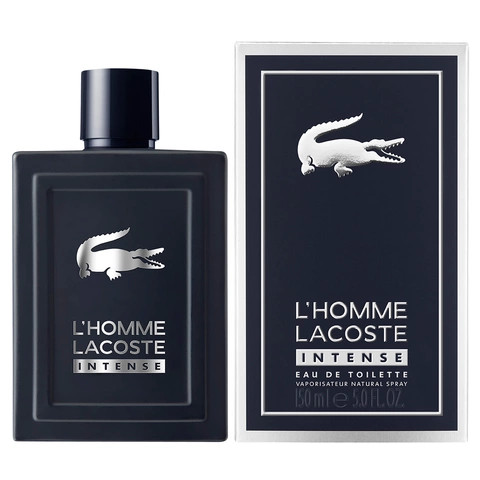 L'HOMME
LACOSTE
INTENSE
L'HOMME
LACOSTE
INTENSE
EAU DE TOILETTE
VAPORISATEUR NATURAL SPRAY
150 ml e 5.0 FL.OZ.